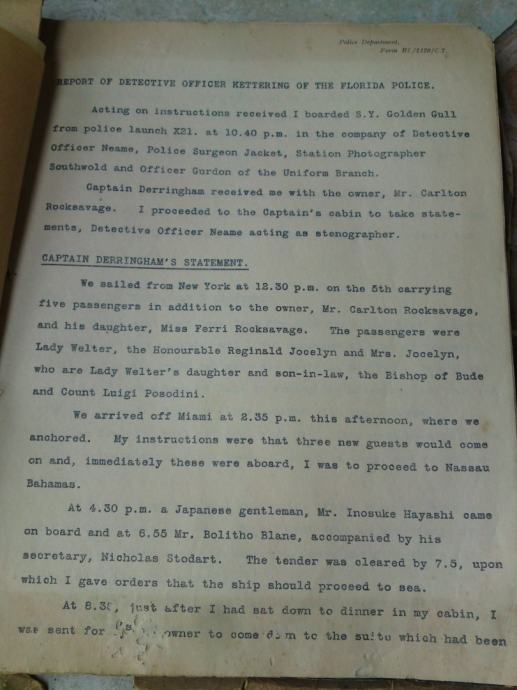 Police Department,
Form
REPORT OF DETECTIVE OFFICER KETTERING OF THE FLORIDA POLICE.
Acting on instructions received I boarded S.Y. Golden Gull
from police launch X21. at 10.40 p.m. in the company of Detective
Officer Neame, Police Surgeon Jacket, Station Photographer
Southwold and Officer Gurdon of the Uniform Branch.
Captain Derringham received me with the owner, Mr. Carlton
Rocksavage. I proceeded to the Captain's cabin to take state-
ments, Detective Officer Neame acting as stenographer.
CAPTAIN DERRINGHAM'S STATEMENT.
We sailed from New York at 12.30 p.m. on the 5th carrying
five passengers in addition to the owner, Mr. Carlton Rocksavage,
and his daughter, Miss Ferri Rocksavage. The passengers were
Lady Welter, the Honourable Reginald Jocelyn and Mrs. Jocelyn,
who are Lady Welter's daughter and son-in-law, the Bishop of Bude
and Count Luigi Posodini.
We arrived off Miami at 2.35 p.m. this afternoon, where we
anchored. My instructions were that three new guests would come
on and, immediately these were aboard, I was to proceed to Nassau
Bahamas.
At 4.30 p.m. a Japanese gentleman, Mr. Inosuke Hayashi came
on board and at 6.55 Mr. Bolitho Blane, accompanied by his
secretary, Nicholas Stodart. The tender was cleared by 7.5, upon
which I gave orders that the ship should proceed to sea.
At just after I had sat down to dinner in my cabin, I
was sent for owner to come down to the suite which had been